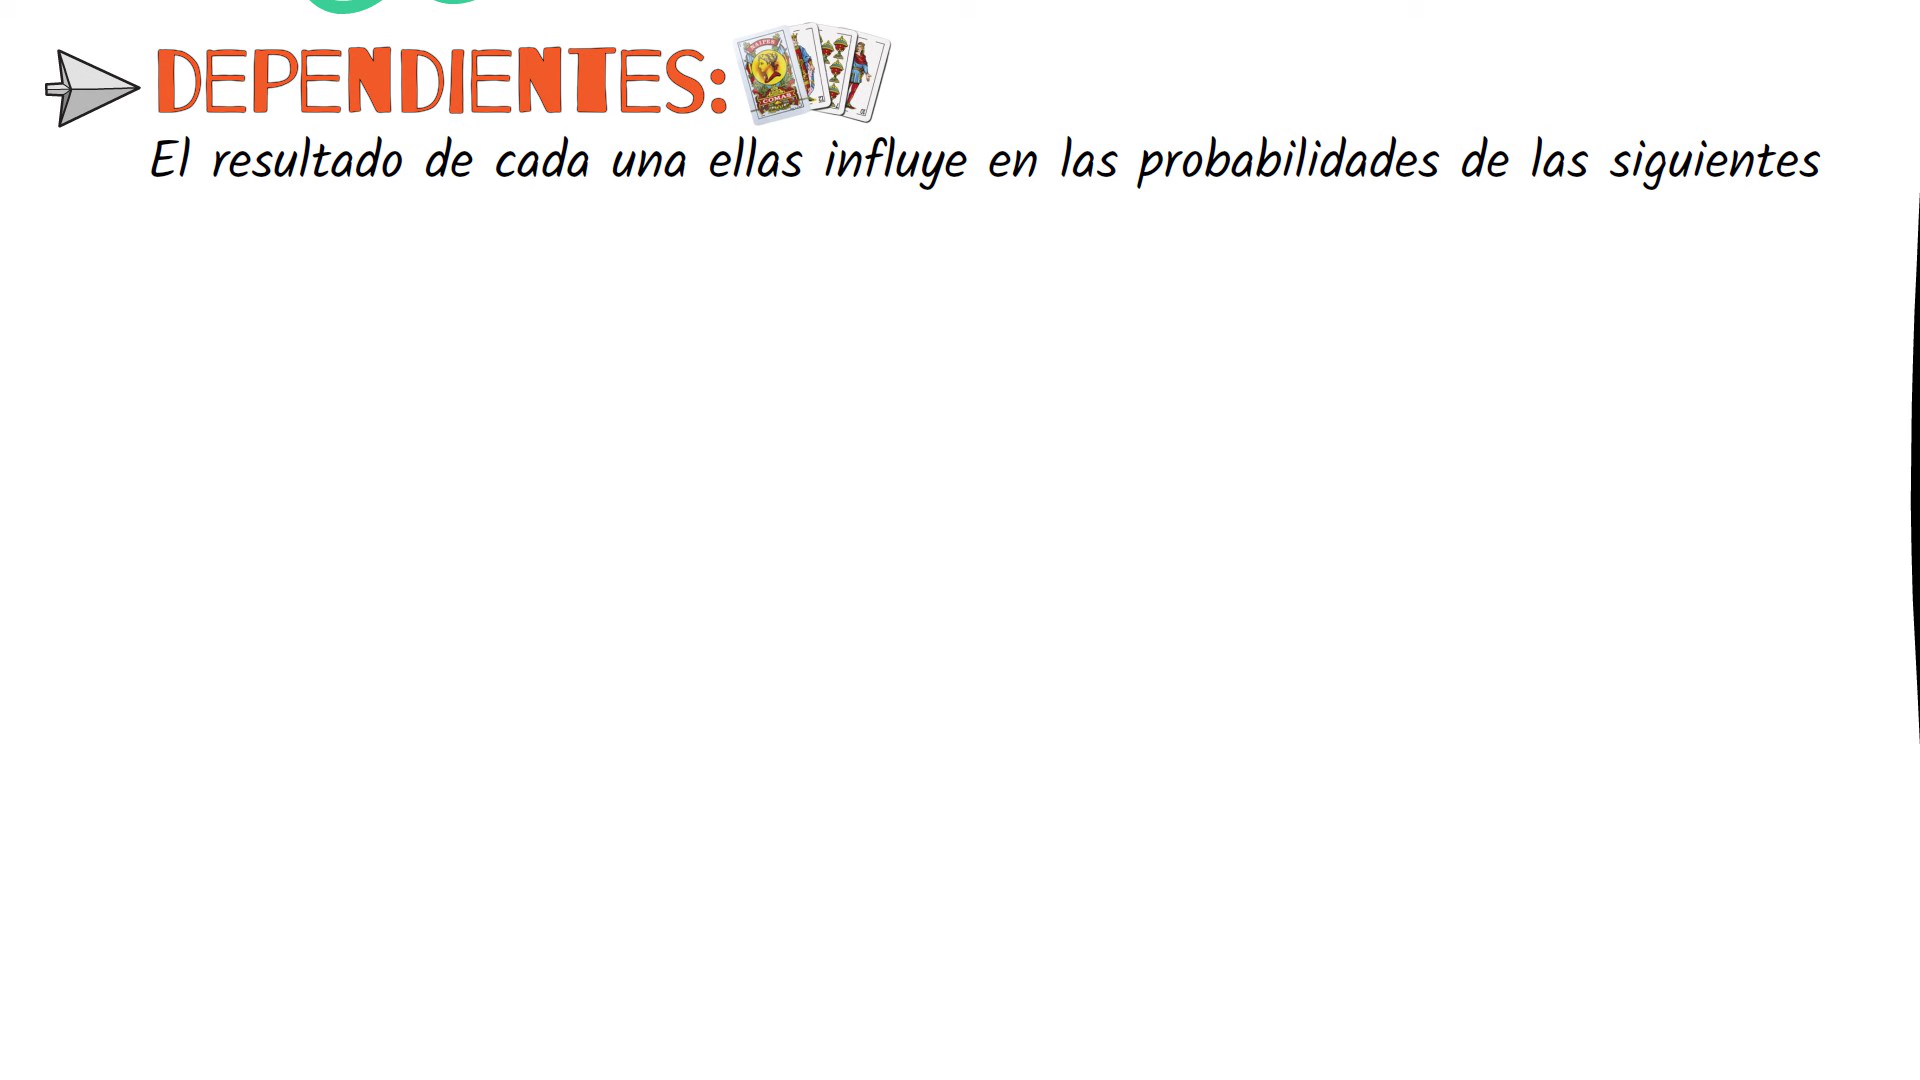 DEPENDIENTES:
El resultado de cada una ellas influye en las probabilidades de las siguientes